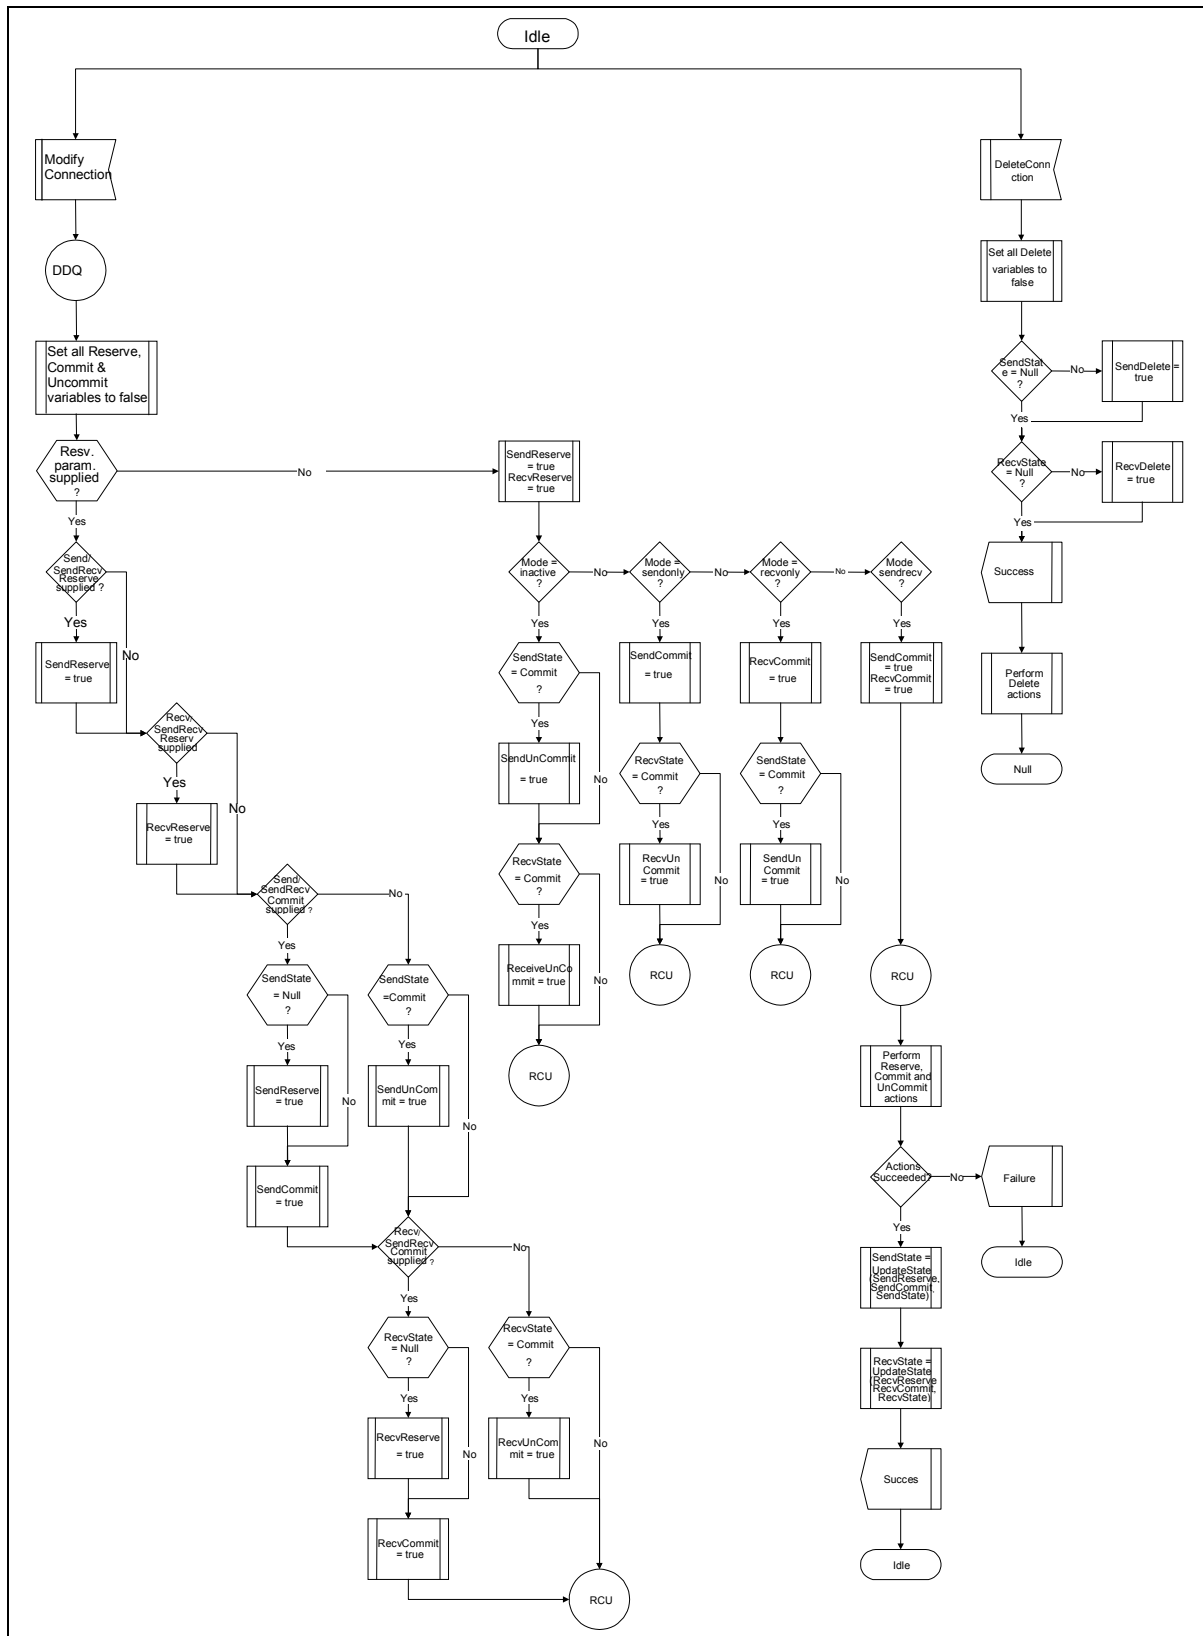 Idle
Modify
Connection
DeleteConn
ction
DDQ
Set all Delete
variables to
false
Set all Reserve,
Commit &
Uncommit
variables to false
SendStat
e = Null
?
No
SendDelete =
true
Yes
Resv.
param.
supplied
?
No
SendReserve
= true
RecvReserve
= true
RecvState
= Null
?
No
RecvDelete
= true
Yes
Yes
Send/
SendRecv
Reserve
supplied ?
Mode =
inactive
?
No
Mode =
sendonly
?
No
Mode =
recvonly
?
No
Mode
sendrecv
?
Success
Yes
No
Yes
Yes
Yes
Yes
SendReserve
= true
SendState
= Commit
?
SendCommit
= true
RecvCommit
= true
SendCommit
= true
RecvCommit
= true
Perform
Delete
actions
Yes
No
Recv/
SendRecv
Reserv
supplied
SendUnCommit
= true
RecvState
= Commit
?
SendState
= Commit
?
Null
Yes
No
Yes
Yes
RecvReserve
= true
RecvState
= Commit
?
RecvUn
Commit
= true
No
SendUn
Commit
= true
No
Send/
SendRecv
Commit
supplied ?
No
Yes
No
Yes
ReceiveUnCo
mmit = true
RCU
RCU
RCU
SendState
= Null
?
SendState
=Commit
?
Yes
Yes
RCU
Perform
Reserve,
Commit and
UnCommit
actions
SendReserve
= true
No
SendUnCom
mit = true
No
SendCommit
= true
Actions
Succeeded?
No
Failure
Yes
Recv/
SendRecv
Commit
supplied ?
No
SendState =
UpdateState
(SendReserve,
SendCommit,
SendState)
Idle
Yes
RecvState
= Null
?
RecvState
= Commit
?
RecvState =
UpdateState
(RecvReserve
RecvCommit,
RecvState)
Yes
Yes
RecvReserve
= true
No
RecvUnCom
mit = true
No
Succes
RecvCommit
= true
Idle
RCU